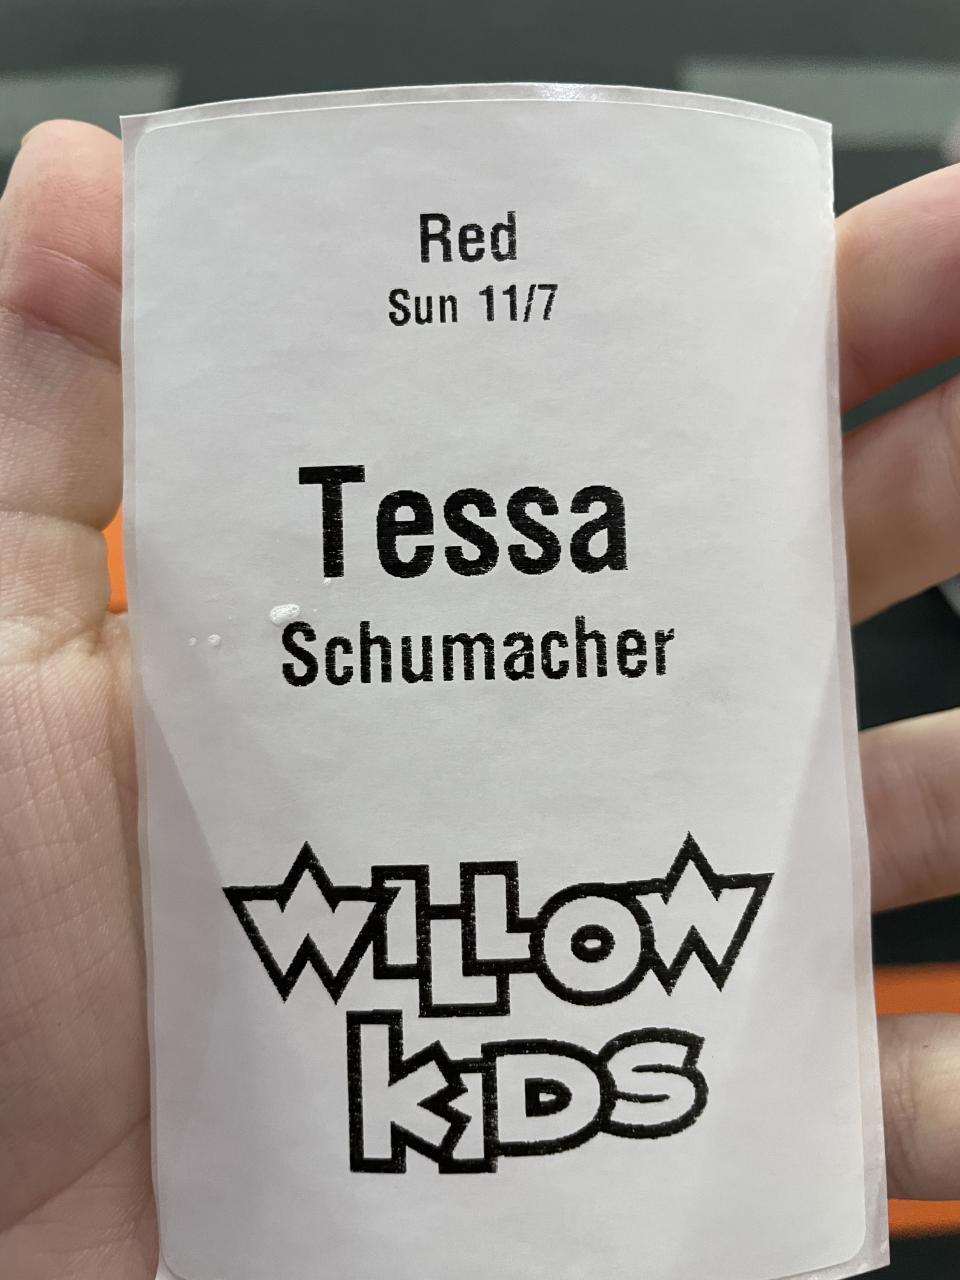 Red
Sun 11/7
Tessa
Schumacher
WILLOW
KiDS